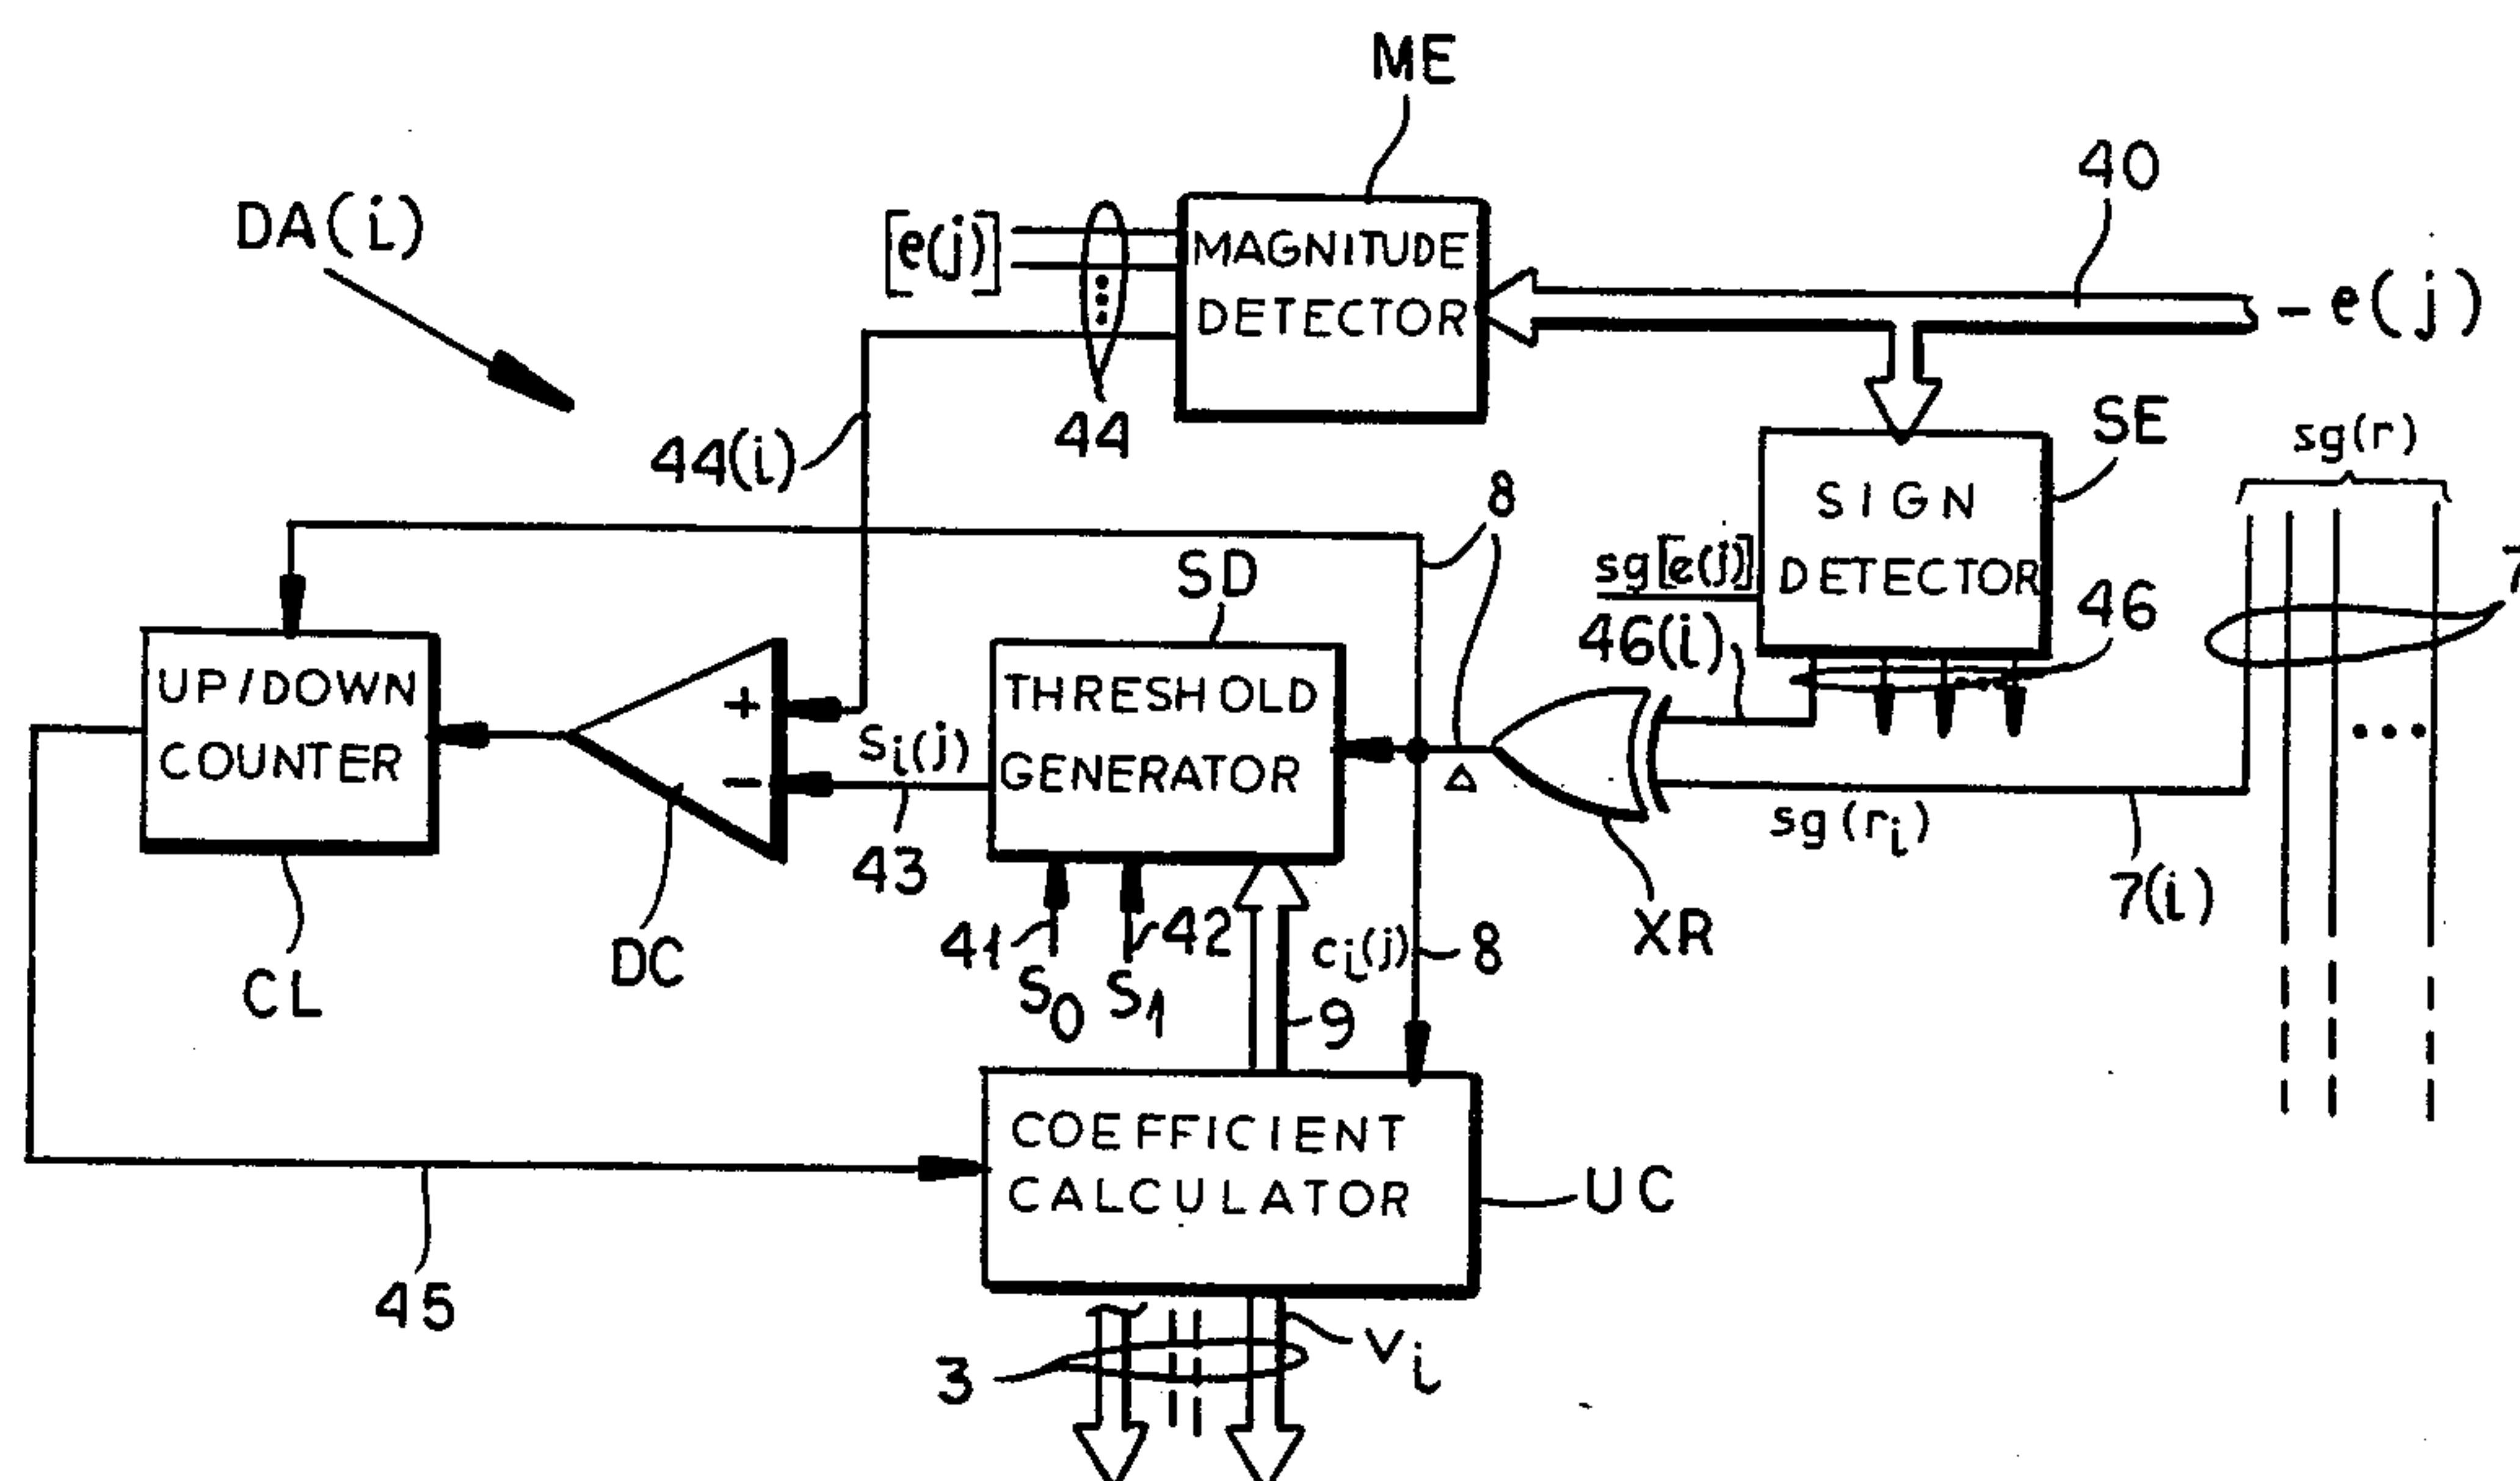 ME
40
DA(i)
[e(j)]
MAGNITUDE
DETECTOR
- e(j)
44
44(i)
SE
sg(r)
8
SIGN
DETECTOR
sg[e(j)]
7
46
46(i)
SD
UP/DOWN
COUNTER
+
-
Si(j)
THRESHOLD
GENERATOR
Δ
sg(ri)
43
7(i)
41
42
XR
DC
CL
S0
S1
ci(j)
8
9
COEFFICIENT
CALCULATOR
UC
45
3
vi